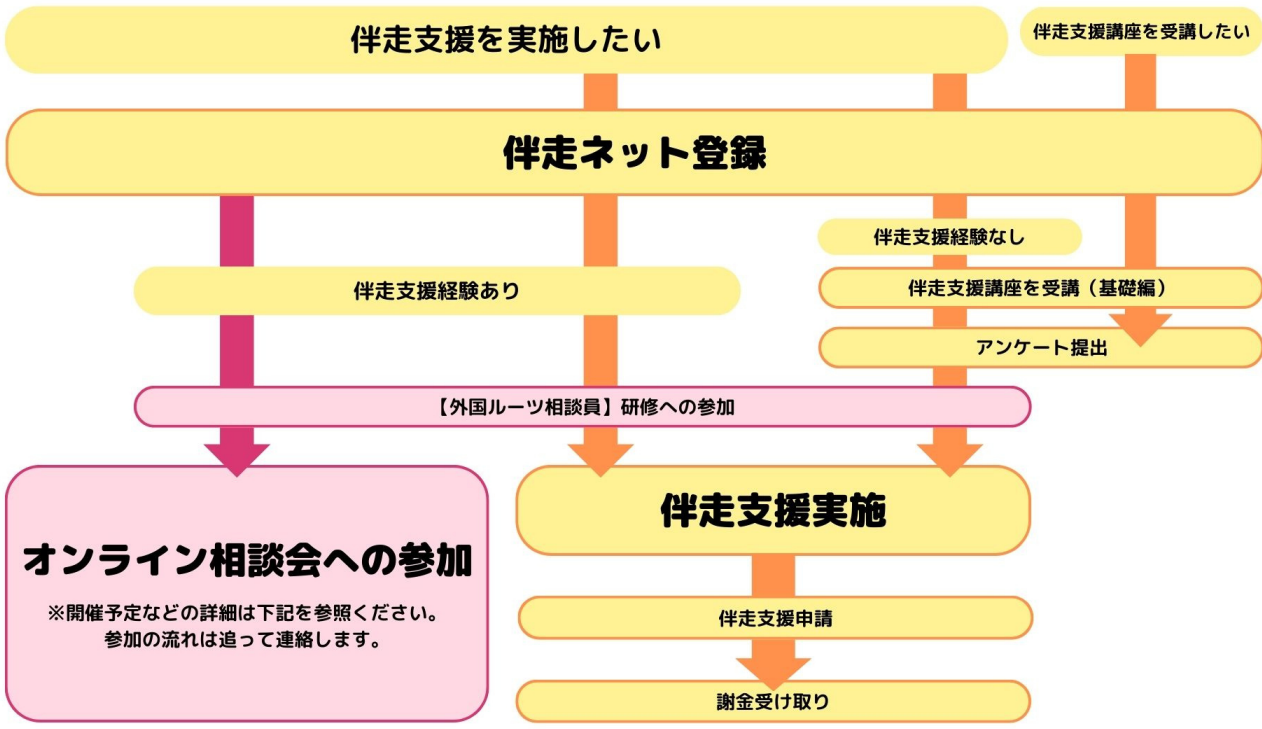 伴走支援を実施したい
伴走支援講座を受講したい
伴走ネット登録
伴走支援経験なし
伴走支援経験あり
伴走支援講座を受講（基礎編）
アンケート提出
【外国ルーツ相談員】研修への参加
オンライン相談会への参加
※開催予定などの詳細は下記を参照ください。
参加の流れは追って連絡します。
伴走支援実施
伴走支援申請
謝金受け取り